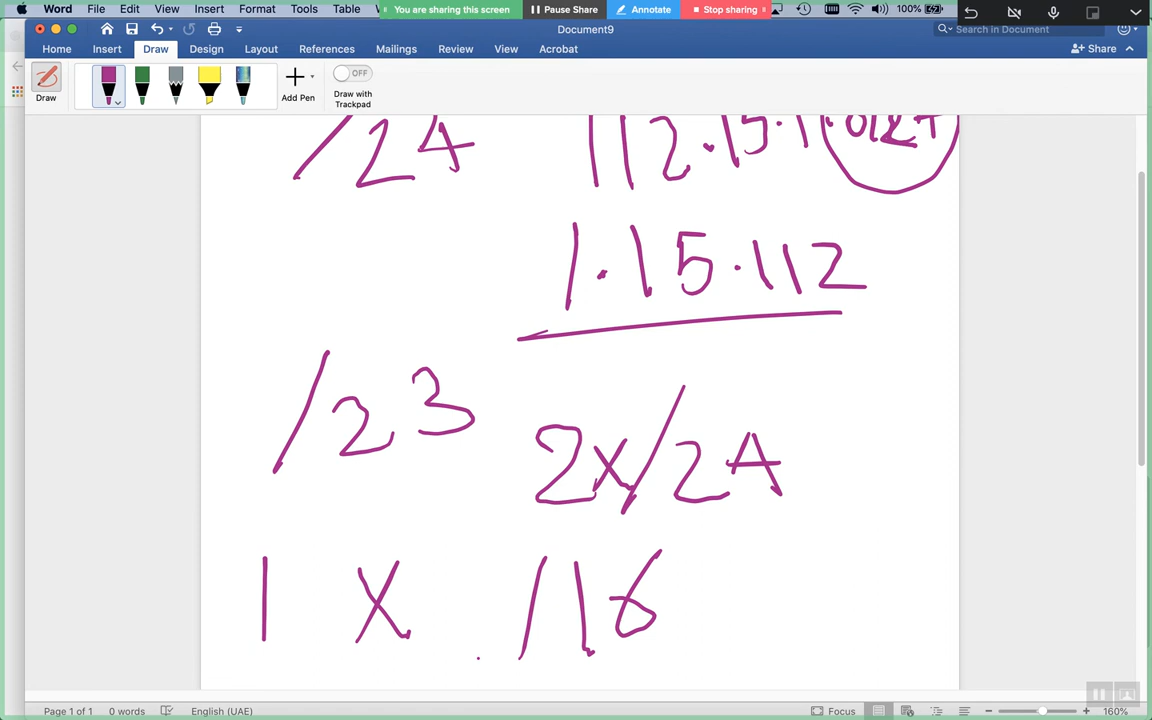 Word File Edit View Insert Format Tools Table You are sharing this screen Pause Share Annotate Stop sharing 100%
Document9 Search in Document
Home Insert Draw Design Layout References Mailings Review View Acrobat Share
OFF
Draw Add Pen Draw with Trackpad
/24 112.15.1
1.15.112
/23 2x/24
1 X /16
Page 1 of 1 0 words English (UAE) Focus 160%